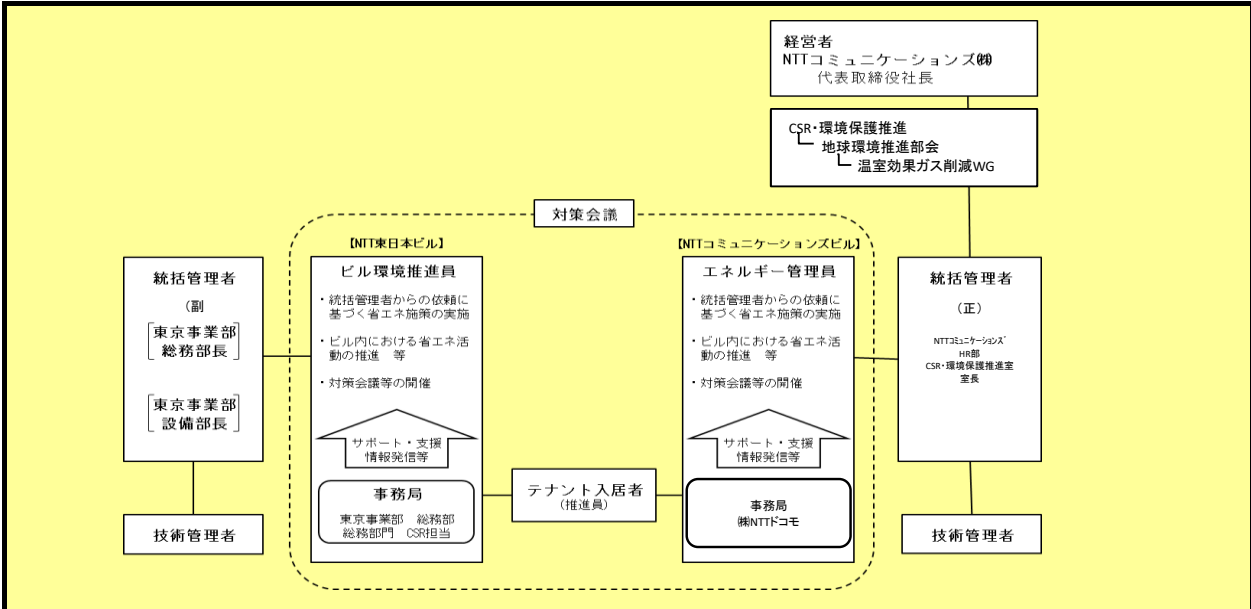 経営者
NTTコミュニケーションズ㈱
代表取締役社長
CSR・環境保護推進
地球環境推進部会
温室効果ガス削減WG
対策会議
【NTT東日本ビル】
【NTTコミュニケーションズビル】
統括管理者
(副
東京事業部
総務部長
東京事業部
設備部長
技術管理者
ビル環境推進員
・統括管理者からの依頼に
基づく省エネ施策の実施
・ビル内における省エネ活
動の推進 等
・対策会議等の開催
サポート・支援
情報発信等
事務局
東京事業部 総務部
総務部門 CSR担当
テナント入居者
(推進員)
エネルギー管理員
・統括管理者からの依頼に
基づく省エネ施策の実施
・ビル内における省エネ活
動の推進 等
・対策会議等の開催
サポート・支援
情報発信等
事務局
㈱NTTドコモ
統括管理者
(正)
NTTコミュニケーションズ
HR部
CSR・環境保護推進室
室長
技術管理者